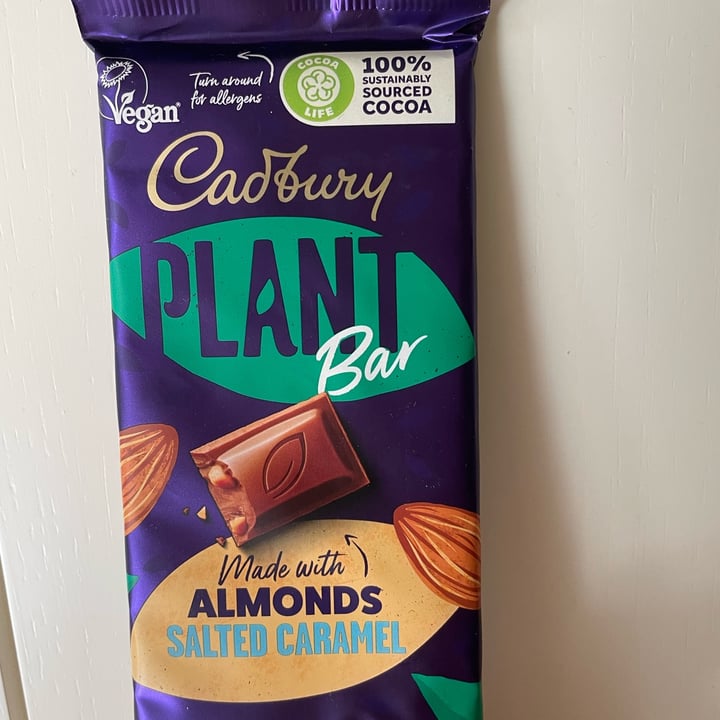 Vegan
Turn around
for allergens
COCOA
LIFE
100%
SUSTAINABLY
SOURCED
COCOA
Cadbury
PLANT
Bar
Made with
ALMONDS
SALTED CARAMEL